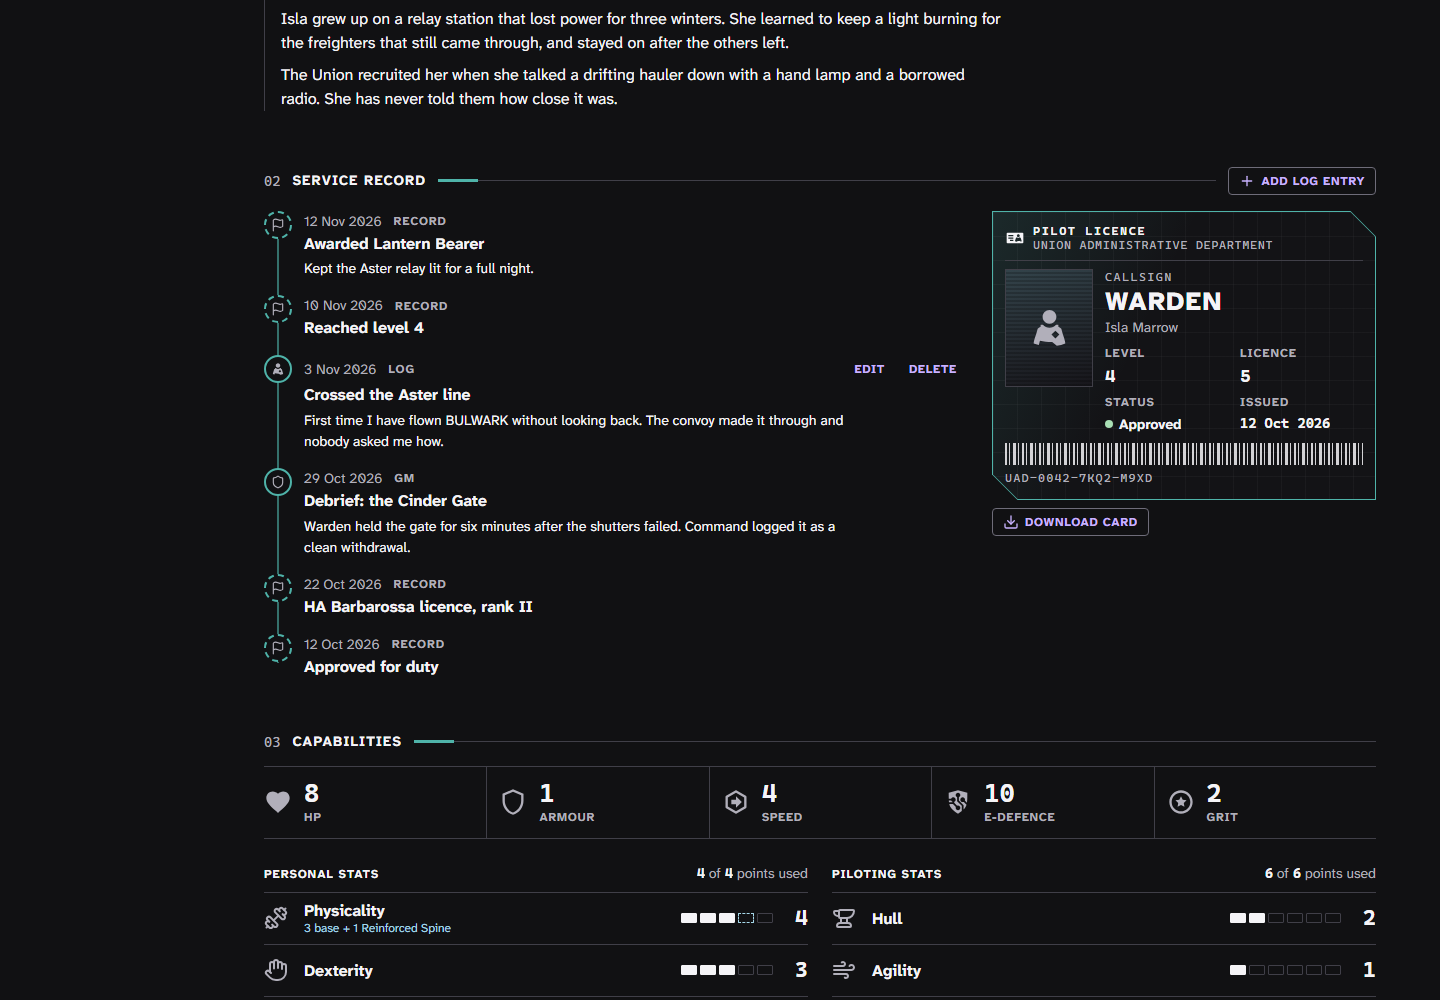 Isla grew up on a relay station that lost power for three winters. She learned to keep a light burning for
the freighters that still came through, and stayed on after the others left.
The Union recruited her when she talked a drifting hauler down with a hand lamp and a borrowed
radio. She has never told them how close it was.
02 SERVICE RECORD
ADD LOG ENTRY
12 Nov 2026 RECORD
Awarded Lantern Bearer
Kept the Aster relay lit for a full night.
10 Nov 2026 RECORD
Reached level 4
3 Nov 2026 LOG
EDIT DELETE
Crossed the Aster line
First time I have flown BULWARK without looking back. The convoy made it through and
nobody asked me how.
29 Oct 2026 GM
Debrief: the Cinder Gate
Warden held the gate for six minutes after the shutters failed. Command logged it as a
clean withdrawal.
22 Oct 2026 RECORD
HA Barbarossa licence, rank II
12 Oct 2026 RECORD
Approved for duty
PILOT LICENCE
UNION ADMINISTRATIVE DEPARTMENT
CALLSIGN
WARDEN
Isla Marrow
LEVEL LICENCE
4 5
STATUS ISSUED
Approved 12 Oct 2026
UAD-0042-7KQ2-M9XD
DOWNLOAD CARD
03 CAPABILITIES
8 HP
1 ARMOUR
4 SPEED
10 E-DEFENCE
2 GRIT
PERSONAL STATS 4 of 4 points used
Physicality 4
3 base + 1 Reinforced Spine
Dexterity 3
PILOTING STATS 6 of 6 points used
Hull 2
Agility 1